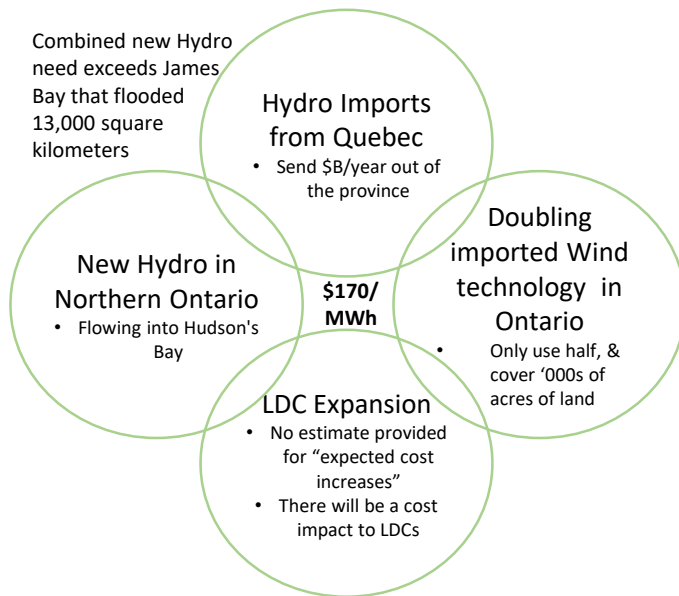 Combined new Hydro
need exceeds James
Bay that flooded
13,000 square
kilometers
Hydro Imports
from Quebec
• Send $B/year out of
the province
New Hydro in
Northern Ontario
• Flowing into Hudson's
Bay
$170/
MWh
Doubling
imported Wind
technology in
Ontario
• Only use half, &
cover ‘000s of
acres of land
LDC Expansion
• No estimate provided
for “expected cost
increases”
• There will be a cost
impact to LDCs